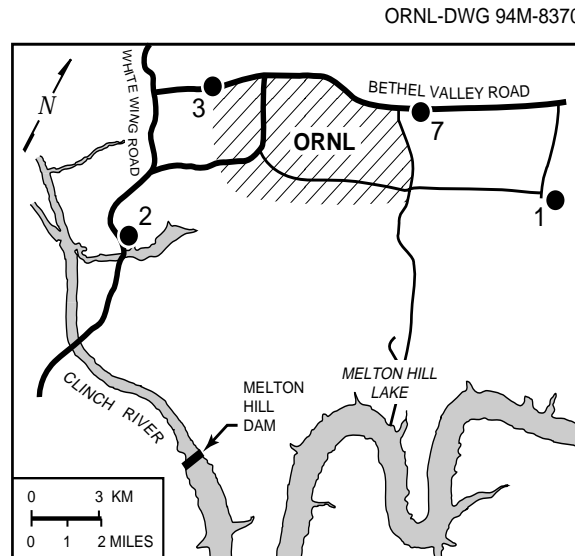 ORNL-DWG 94M-8370
N
WHITE WING ROAD
3
BETHEL VALLEY ROAD
ORNL
7
1
2
CLINCH RIVER
MELTON
HILL
DAM
MELTON HILL
LAKE
0 3 KM
0 1 2 MILES